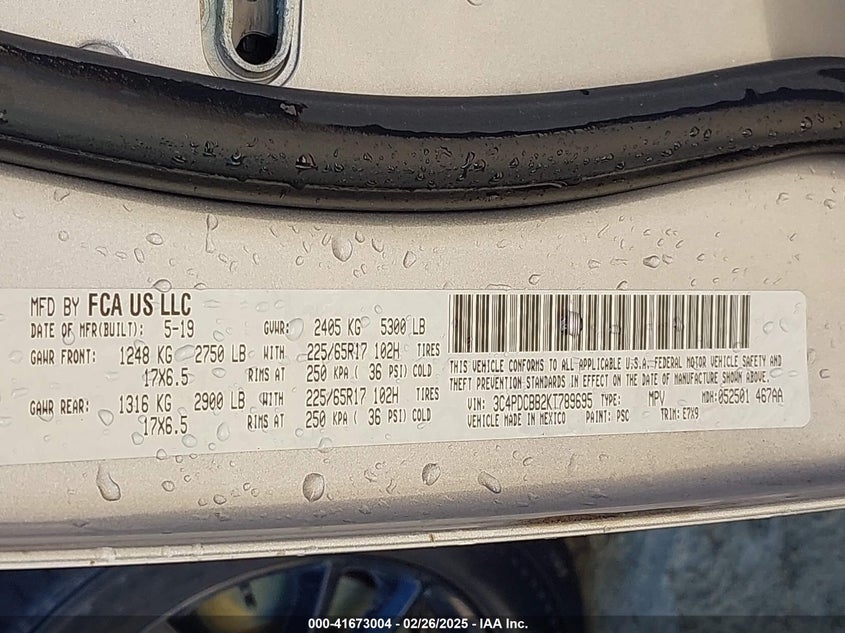 MFD BY FCA US LLC
DATE OF MFR(BUILT): 5-19 GVWR: 2405 KG 5300 LB
GAWR FRONT: 1248 KG 2750 LB WITH 225/65R17 102H TIRES
17X6.5 RIMS AT 250 KPA ( 36 PSI) COLD
GAWR REAR: 1316 KG 2900 LB WITH 225/65R17 102H TIRES
17X6.5 RIMS AT 250 KPA ( 36 PSI) COLD
THIS VEHICLE CONFORMS TO ALL APPLICABLE U.S.A. FEDERAL MOTOR VEHICLE SAFETY AND
THEFT PREVENTION STANDARDS IN EFFECT ON THE DATE OF MANUFACTURE SHOWN ABOVE.
VIN: 3C4PDCBB2KT789695 TYPE: MPV MDH: 052501 467AA
VEHICLE MADE IN MEXICO PAINT: PSC TRIM: E7X9
000-41673004 - 02/26/2025 - IAA, Inc.